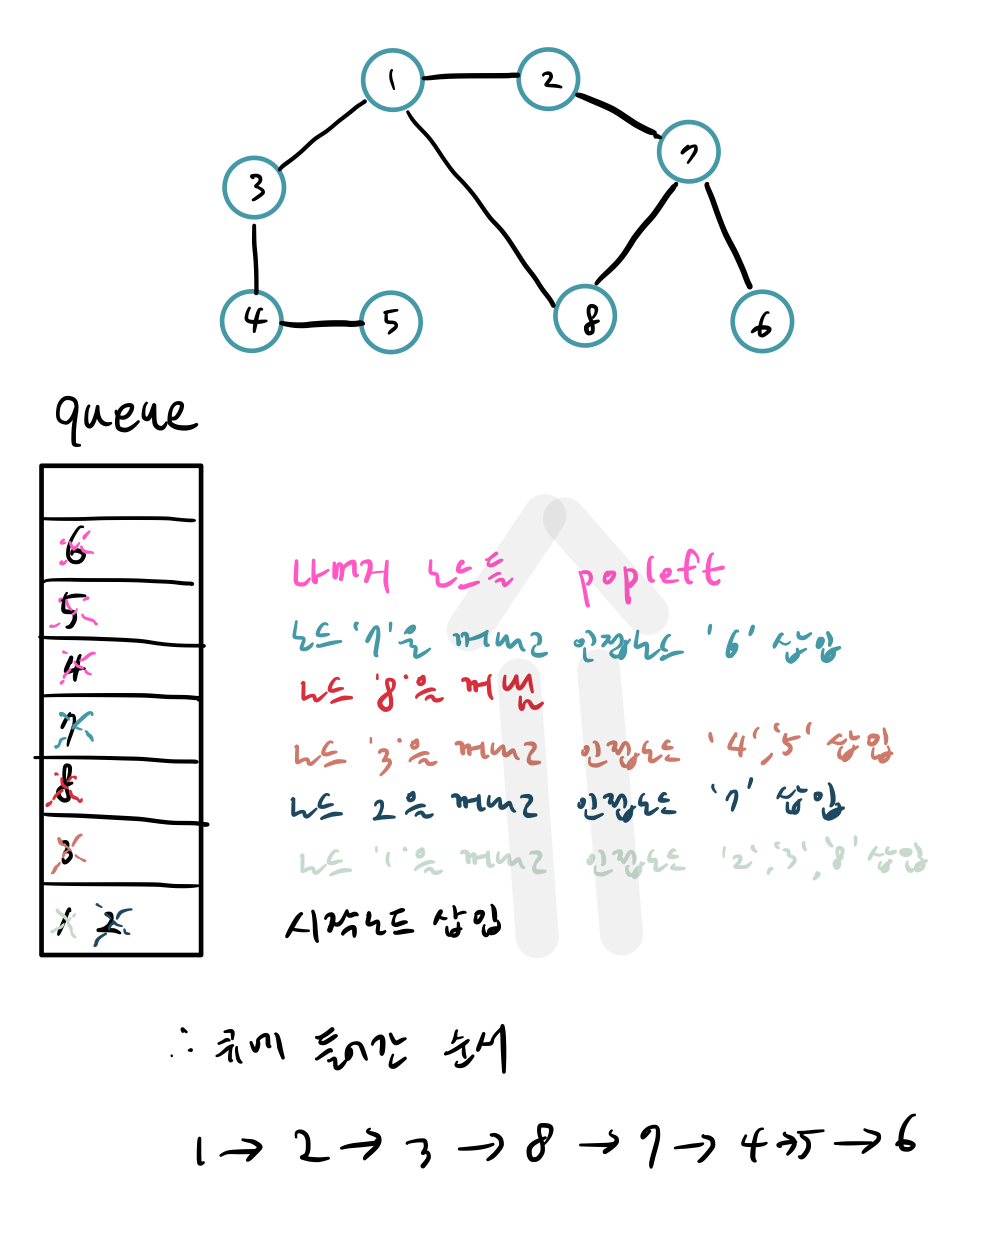 1 2
7
3
4 5 8 6
queue
6
5
4
7
8
3
1 2
나머지 노드들 popleft
노드 '7'을 꺼내고 인접노드 '6' 삽입
노드 '8'을 꺼냄
노드 '3'을 꺼내고 인접노드 '4','5' 삽입
노드 2을 꺼내고 인접노드 '7' 삽입
노드 '1'을 꺼내고 인접노드 '2','3','8' 삽입
시작노드 삽입
∴ 큐에 들어간 순서
1 → 2 → 3 → 8 → 7 → 4 → 5 → 6